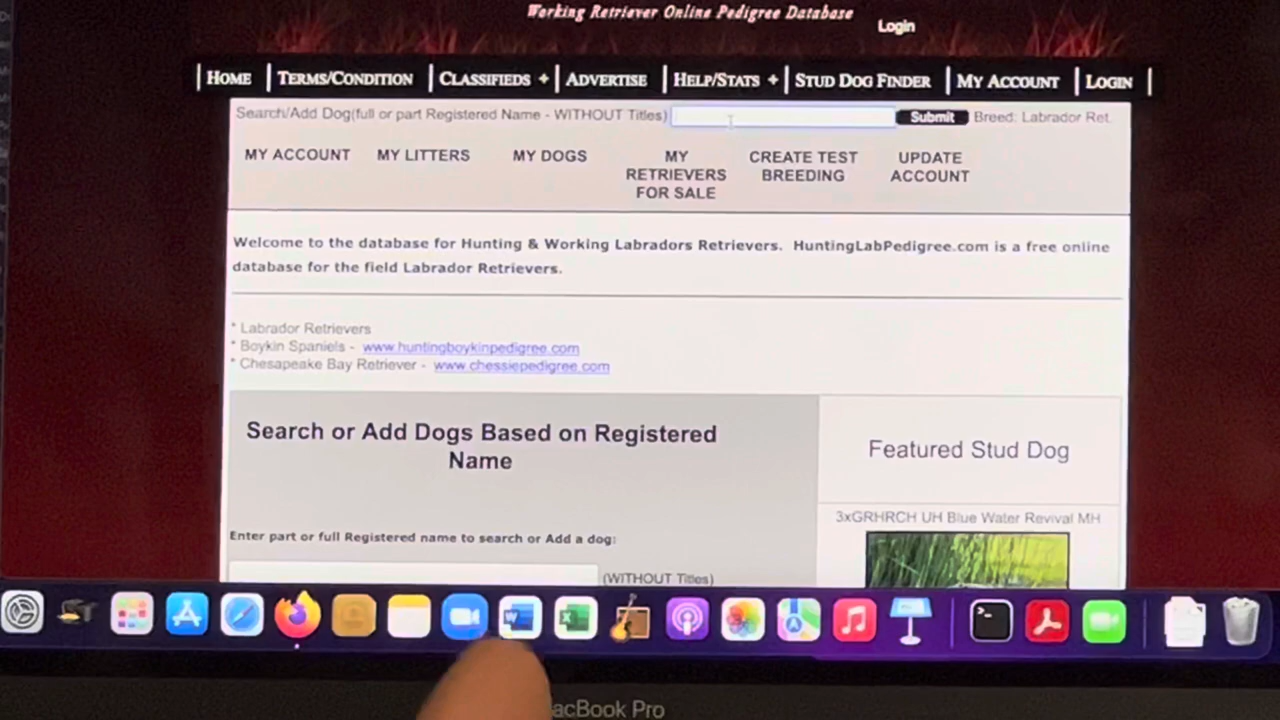 Working Retriever Online Pedigree Database
Login
HOME TERMS/CONDITION CLASSIFIEDS + ADVERTISE HELP/STATS + STUD DOG FINDER MY ACCOUNT LOGIN
Search/Add Dog(full or part Registered Name - WITHOUT Titles) Submit Breed: Labrador Ret.
MY ACCOUNT MY LITTERS MY DOGS MY RETRIEVERS FOR SALE CREATE TEST BREEDING UPDATE ACCOUNT
Welcome to the database for Hunting & Working Labradors Retrievers. HuntingLabPedigree.com is a free online
database for the field Labrador Retrievers.
* Labrador Retrievers
* Boykin Spaniels - www.huntingboykinpedigree.com
* Chesapeake Bay Retriever - www.chessiepedigree.com
Search or Add Dogs Based on Registered
Name
Featured Stud Dog
3xGRHRCH UH Blue Water Revival MH
Enter part or full Registered name to search or Add a dog:
(WITHOUT Titles)
W X
acBook Pro